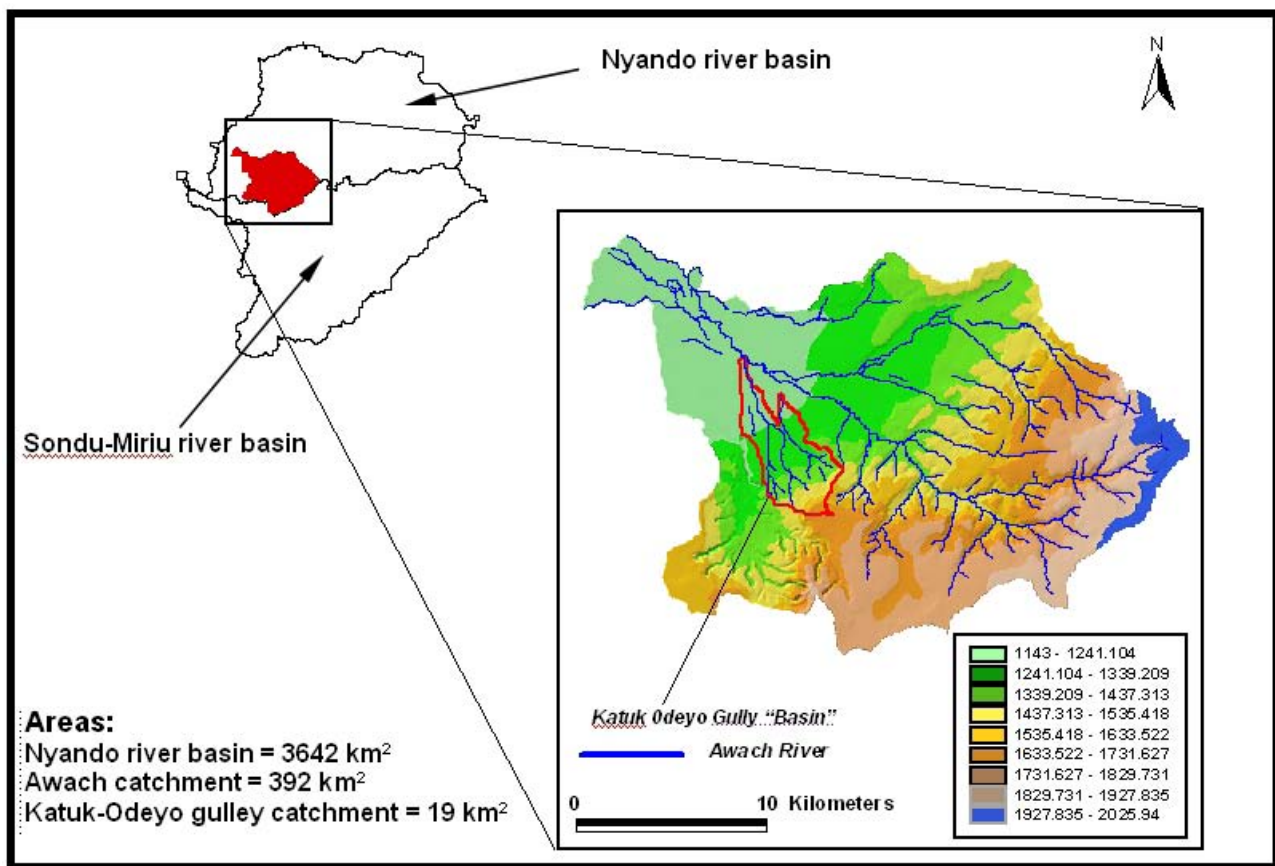 Nyando river basin
N
Sondu-Miriu river basin
Areas:
Nyando river basin = 3642 km²
Awach catchment = 392 km²
Katuk-Odeyo gulley catchment = 19 km²
Katuk Odeyo Gully “Basin”
Awach River
0 10 Kilometers
1143 - 1241.104
1241.104 - 1339.209
1339.209 - 1437.313
1437.313 - 1535.418
1535.418 - 1633.522
1633.522 - 1731.627
1731.627 - 1829.731
1829.731 - 1927.835
1927.835 - 2025.94